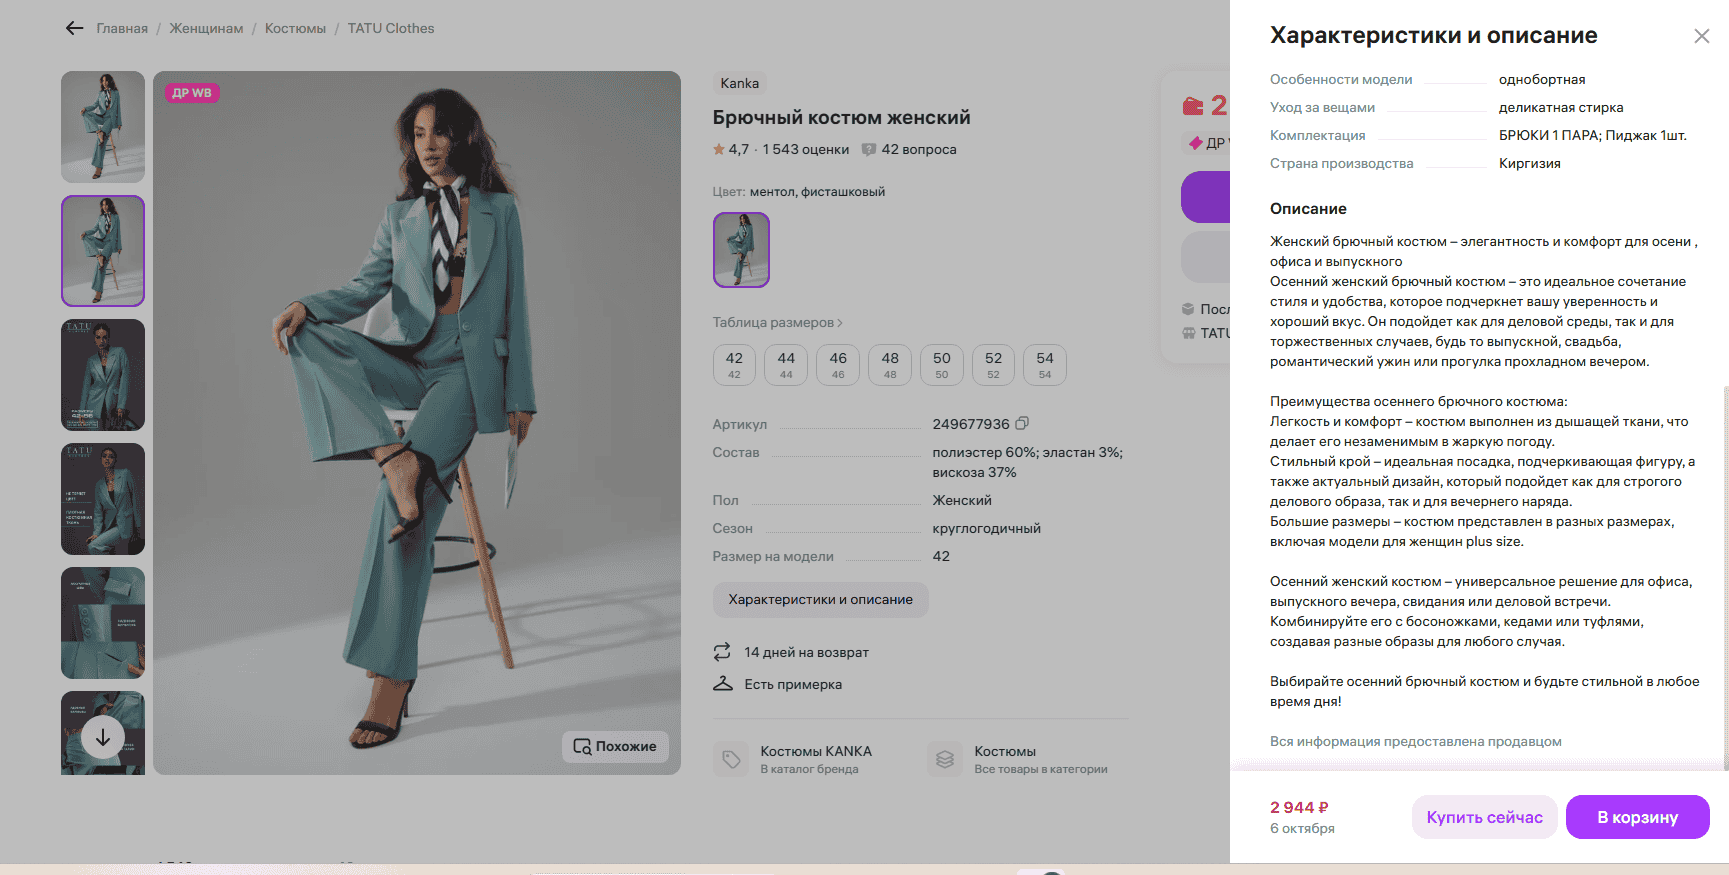 Главная / Женщинам / Костюмы / TATU Clothes
ДР WB
Похожие
Kanka
Брючный костюм женский
4,7 · 1 543 оценки 42 вопроса
Цвет: ментол, фисташковый
Таблица размеров
42 44 46 48 50 52 54
42 44 46 48 50 52 54
Артикул 249677936
Состав полиэстер 60%; эластан 3%;
вискоза 37%
Пол Женский
Сезон круглогодичный
Размер на модели 42
Характеристики и описание
14 дней на возврат
Есть примерка
Костюмы KANKA
В каталог бренда
Костюмы
Все товары в категории
2
ДР
TATU
Характеристики и описание
Особенности модели однобортная
Уход за вещами деликатная стирка
Комплектация БРЮКИ 1 ПАРА; Пиджак 1шт.
Страна производства Киргизия
Описание
Женский брючный костюм – элегантность и комфорт для осени ,
офиса и выпускного
Осенний женский брючный костюм – это идеальное сочетание
стиля и удобства, которое подчеркнет вашу уверенность и
хороший вкус. Он подойдет как для деловой среды, так и для
торжественных случаев, будь то выпускной, свадьба,
романтический ужин или прогулка прохладном вечером.
Преимущества осеннего брючного костюма:
Легкость и комфорт – костюм выполнен из дышащей ткани, что
делает его незаменимым в жаркую погоду.
Стильный крой – идеальная посадка, подчеркивающая фигуру, а
также актуальный дизайн, который подойдет как для строгого
делового образа, так и для вечернего наряда.
Большие размеры – костюм представлен в разных размерах,
включая модели для женщин plus size.
Осенний женский костюм – универсальное решение для офиса,
выпускного вечера, свидания или деловой встречи.
Комбинируйте его с босоножками, кедами или туфлями,
создавая разные образы для любого случая.
Выбирайте осенний брючный костюм и будьте стильной в любое
время дня!
Вся информация предоставлена продавцом
2 944 ₽
6 октября
Купить сейчас
В корзину